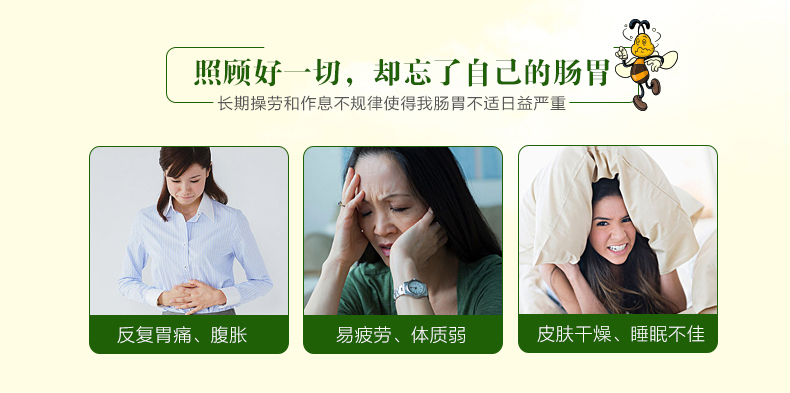 照顾好一切，却忘了自己的肠胃
长期操劳和作息不规律使得我肠胃不适日益严重
反复胃痛、腹胀
易疲劳、体质弱
皮肤干燥、睡眠不佳